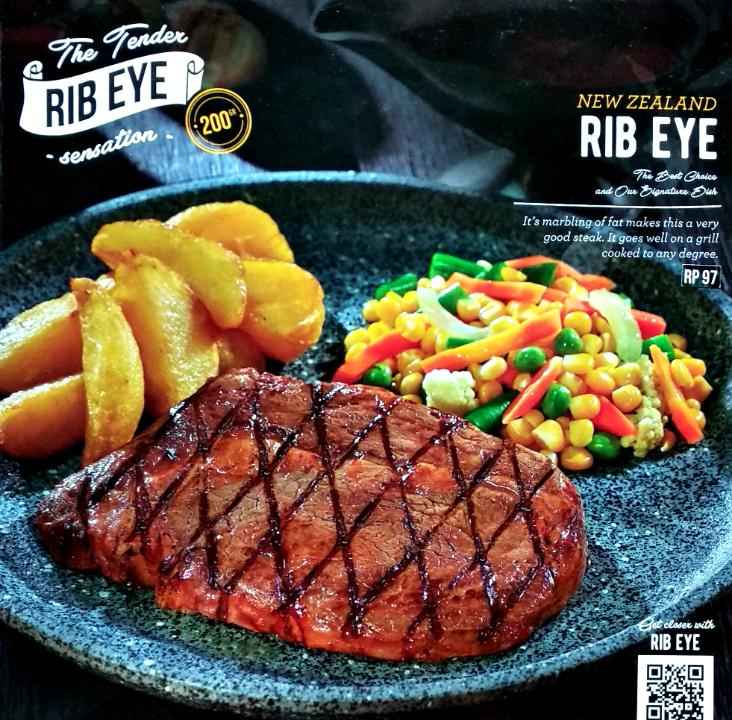 The Tender
RIB EYE
- sensation -
200GR
NEW ZEALAND
RIB EYE
The Best Choice
and Our Signature Dish
It's marbling of fat makes this a very
good steak. It goes well on a grill
cooked to any degree.
RP 97
Get closer with
RIB EYE